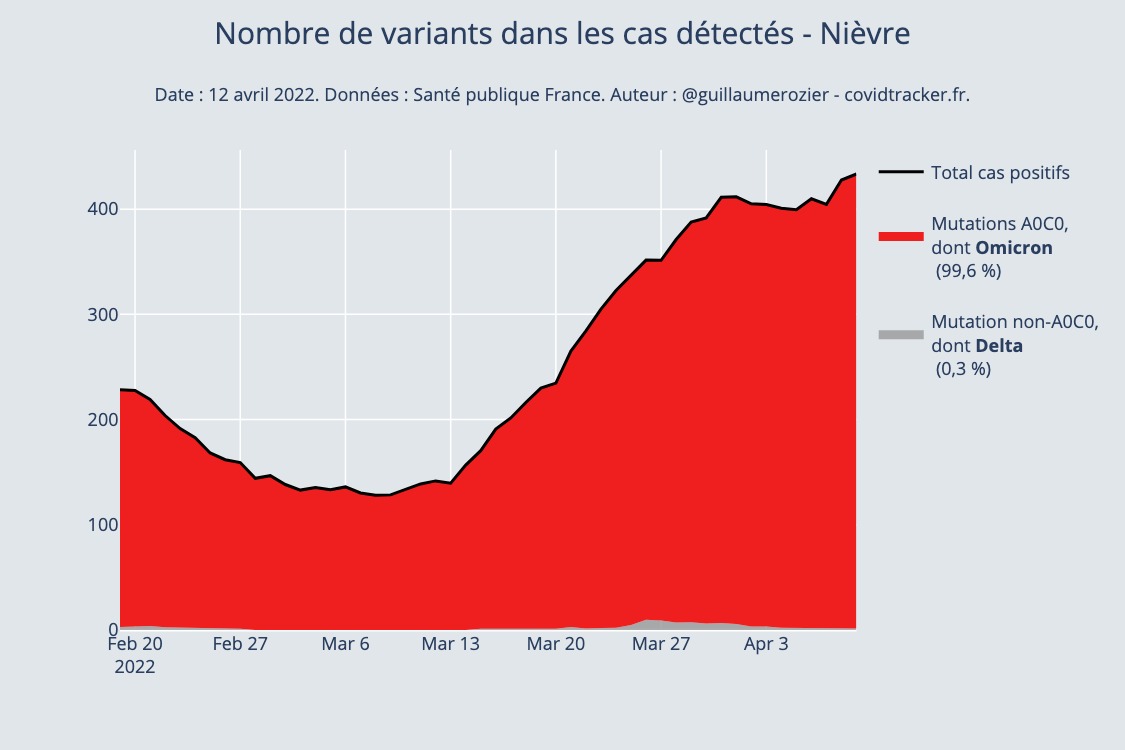 Nombre de variants dans les cas détectés - Nièvre
Date : 12 avril 2022. Données : Santé publique France. Auteur : @guillaumerozier - covidtracker.fr.
Total cas positifs
Mutations A0C0,
dont Omicron
(99,6 %)
Mutation non-A0C0,
dont Delta
(0,3 %)
400
300
200
100
0
Feb 20
2022
Feb 27
Mar 6
Mar 13
Mar 20
Mar 27
Apr 3